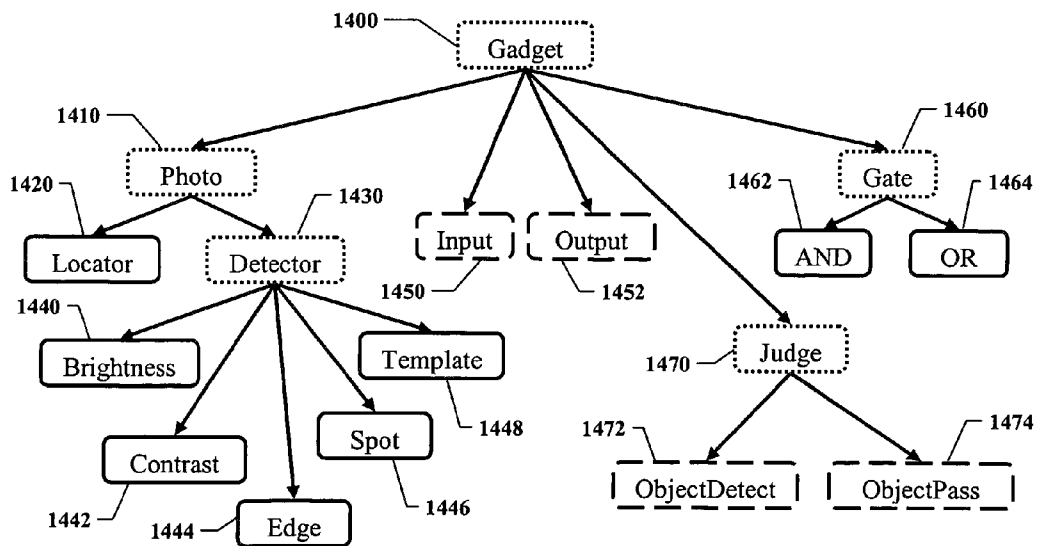 1400
Gadget
1410
1460
Photo
Gate
1420
1430
1462
1464
Locator
Detector
Input
Output
AND
OR
1450
1452
1440
Brightness
Template
1470
Judge
Contrast
Spot
1448
1472
1474
1442
1444
Edge
1446
ObjectDetect
ObjectPass